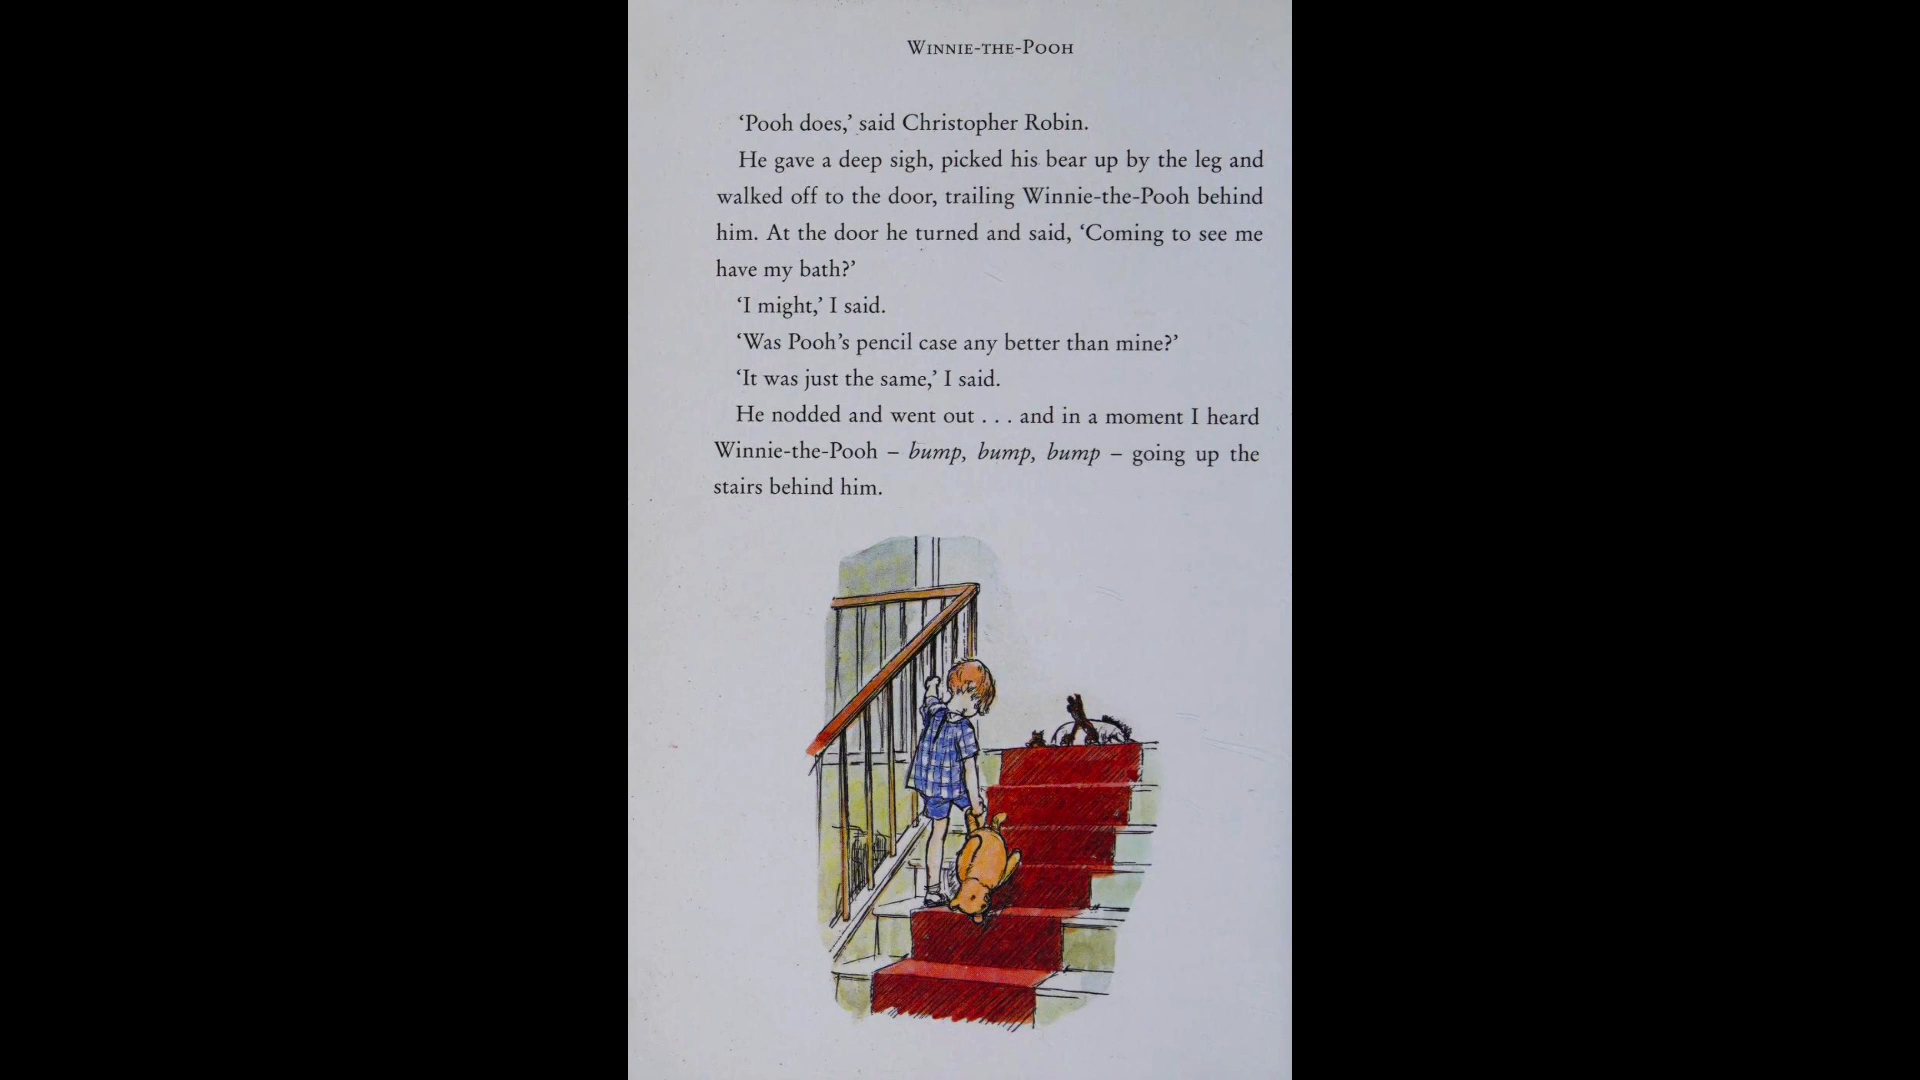 WINNIE-THE-POOH
‘Pooh does,’ said Christopher Robin.
He gave a deep sigh, picked his bear up by the leg and
walked off to the door, trailing Winnie-the-Pooh behind
him. At the door he turned and said, ‘Coming to see me
have my bath?’
‘I might,’ I said.
‘Was Pooh’s pencil case any better than mine?’
‘It was just the same,’ I said.
He nodded and went out . . . and in a moment I heard
Winnie-the-Pooh – bump, bump, bump – going up the
stairs behind him.